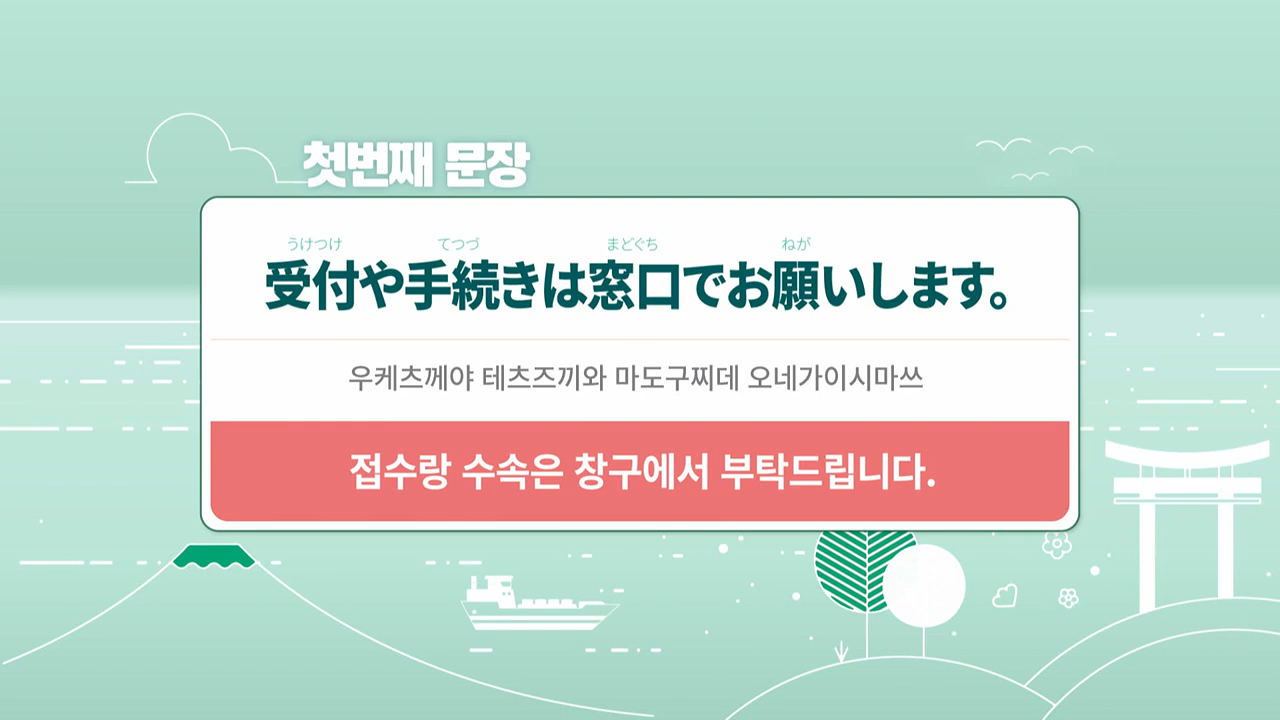 첫번째 문장
うけつけ てつづ まどぐち ねが
受付や手続きは窓口でお願いします。
우케츠께야 테츠즈끼와 마도구찌데 오네가이시마쓰
접수랑 수속은 창구에서 부탁드립니다.